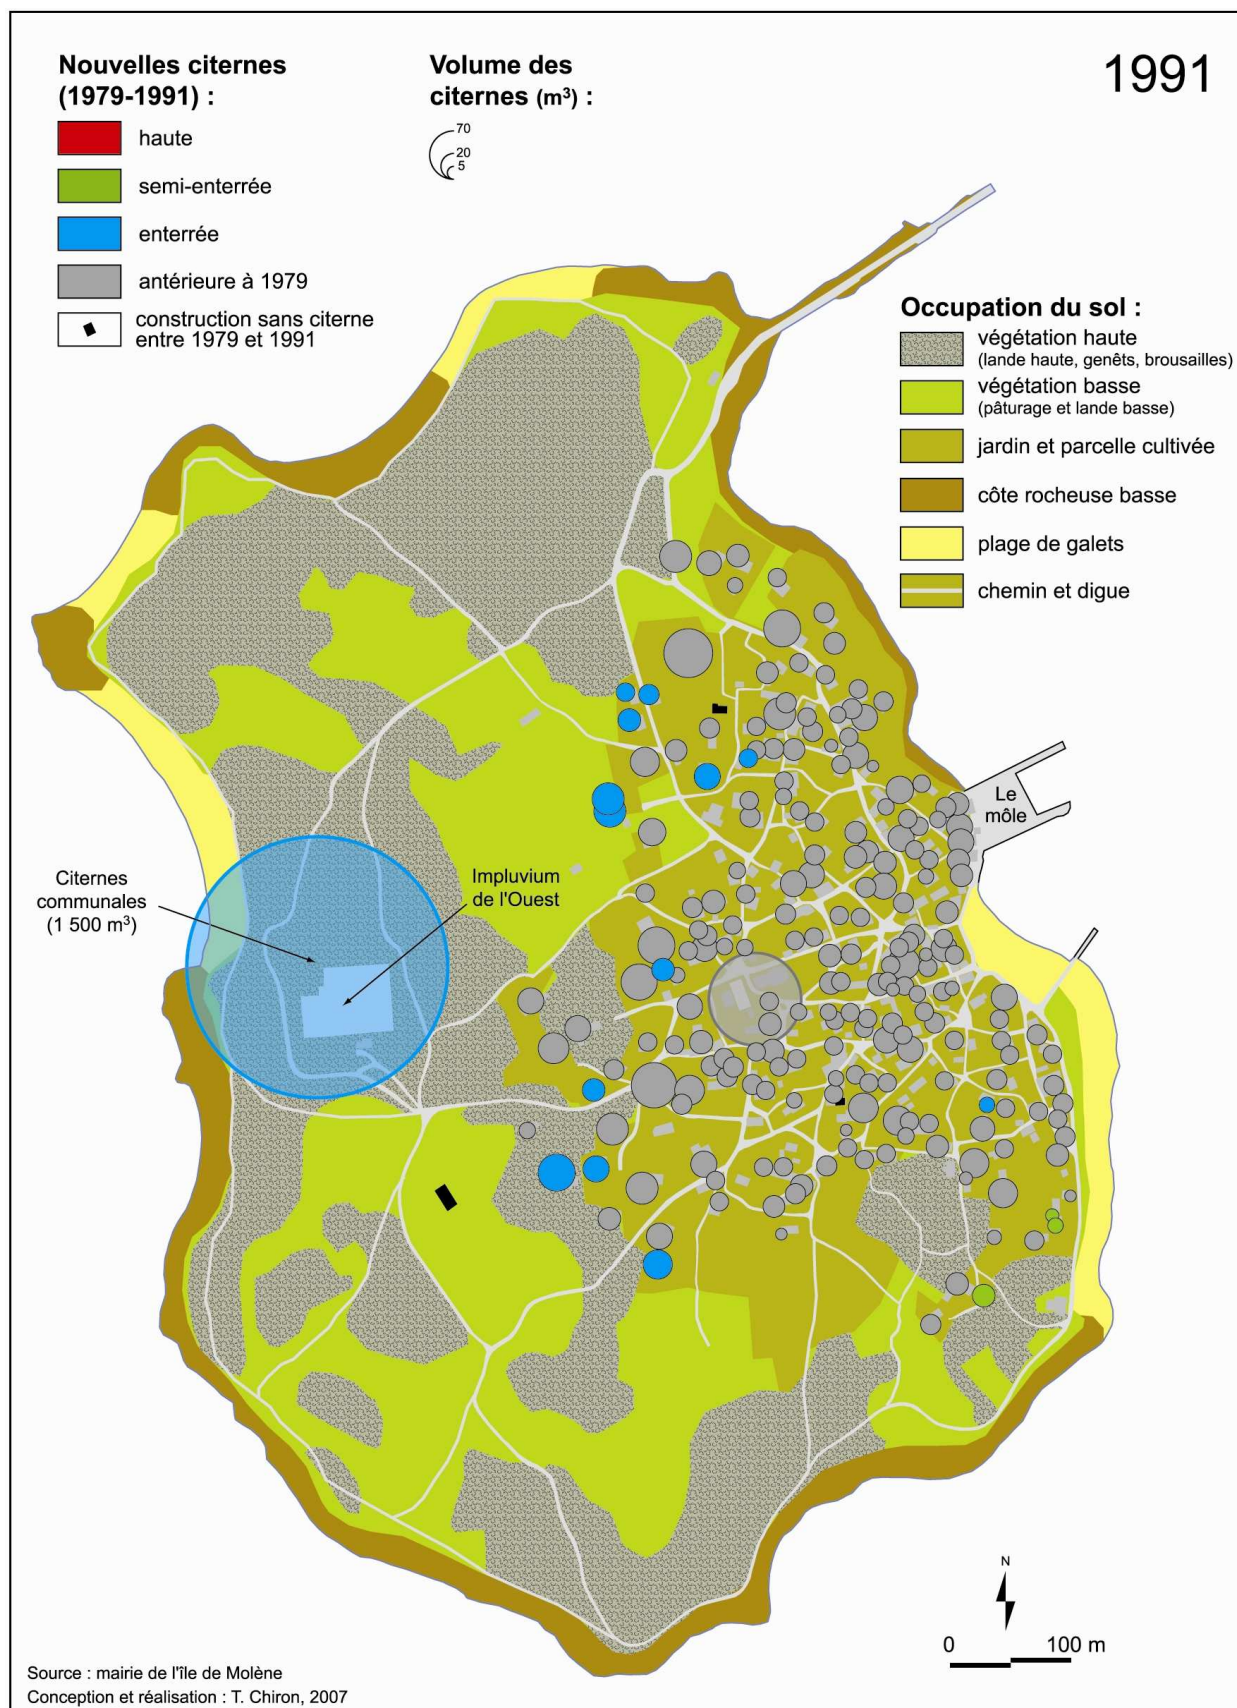 Nouvelles citernes
(1979-1991) :
haute
semi-enterrée
enterrée
antérieure à 1979
construction sans citerne
entre 1979 et 1991
Volume des
citernes (m³) :
70
20
5
1991
Occupation du sol :
végétation haute
(lande haute, genêts, brousailles)
végétation basse
(pâturage et lande basse)
jardin et parcelle cultivée
côte rocheuse basse
plage de galets
chemin et digue
Le
môle
Citernes
communales
(1 500 m³)
Impluvium
de l'Ouest
N
0 100 m
Source : mairie de l'île de Molène
Conception et réalisation : T. Chiron, 2007